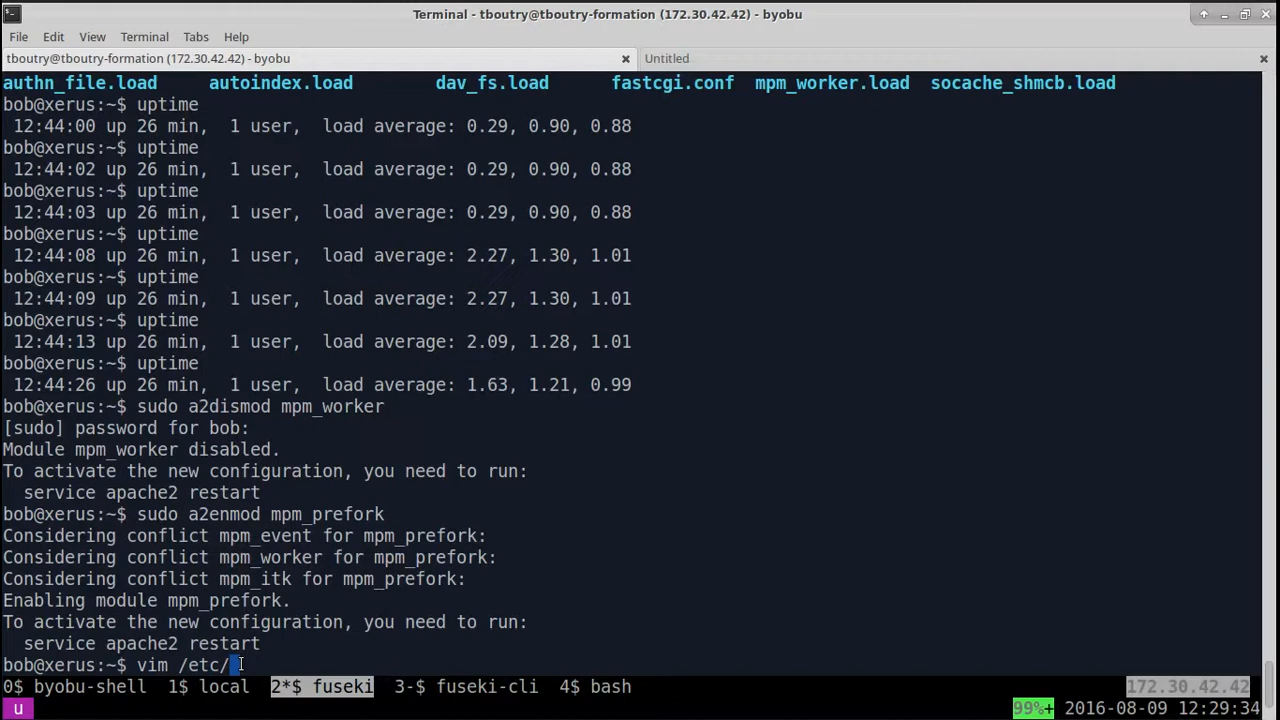 Terminal - tboutry@tboutry-formation (172.30.42.42) - byobu
File Edit View Terminal Tabs Help
tboutry@tboutry-formation (172.30.42.42) - byobu Untitled
authn_file.load autoindex.load dav_fs.load fastcgi.conf mpm_worker.load socache_shmcb.load
bob@xerus:~$ uptime
12:44:00 up 26 min, 1 user, load average: 0.29, 0.90, 0.88
bob@xerus:~$ uptime
12:44:02 up 26 min, 1 user, load average: 0.29, 0.90, 0.88
bob@xerus:~$ uptime
12:44:03 up 26 min, 1 user, load average: 0.29, 0.90, 0.88
bob@xerus:~$ uptime
12:44:08 up 26 min, 1 user, load average: 2.27, 1.30, 1.01
bob@xerus:~$ uptime
12:44:09 up 26 min, 1 user, load average: 2.27, 1.30, 1.01
bob@xerus:~$ uptime
12:44:13 up 26 min, 1 user, load average: 2.09, 1.28, 1.01
bob@xerus:~$ uptime
12:44:26 up 26 min, 1 user, load average: 1.63, 1.21, 0.99
bob@xerus:~$ sudo a2dismod mpm_worker
[sudo] password for bob:
Module mpm_worker disabled.
To activate the new configuration, you need to run:
service apache2 restart
bob@xerus:~$ sudo a2enmod mpm_prefork
Considering conflict mpm_event for mpm_prefork:
Considering conflict mpm_worker for mpm_prefork:
Considering conflict mpm_itk for mpm_prefork:
Enabling module mpm_prefork.
To activate the new configuration, you need to run:
service apache2 restart
bob@xerus:~$ vim /etc/
0$ byobu-shell 1$ local 2*$ fuseki 3-$ fuseki-cli 4$ bash 172.30.42.42
u 99%+ 2016-08-09 12:29:34